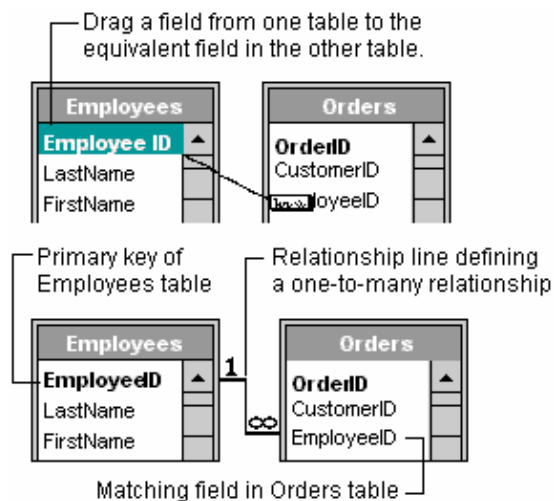 Drag a field from one table to the
equivalent field in the other table.
Employees
Employee ID
LastName
FirstName
Orders
OrderID
CustomerID
oyeeID
Primary key of
Employees table
Relationship line defining
a one-to-many relationship
Employees
EmployeeID
LastName
FirstName
1
∞
Orders
OrderID
CustomerID
EmployeeID
Matching field in Orders table